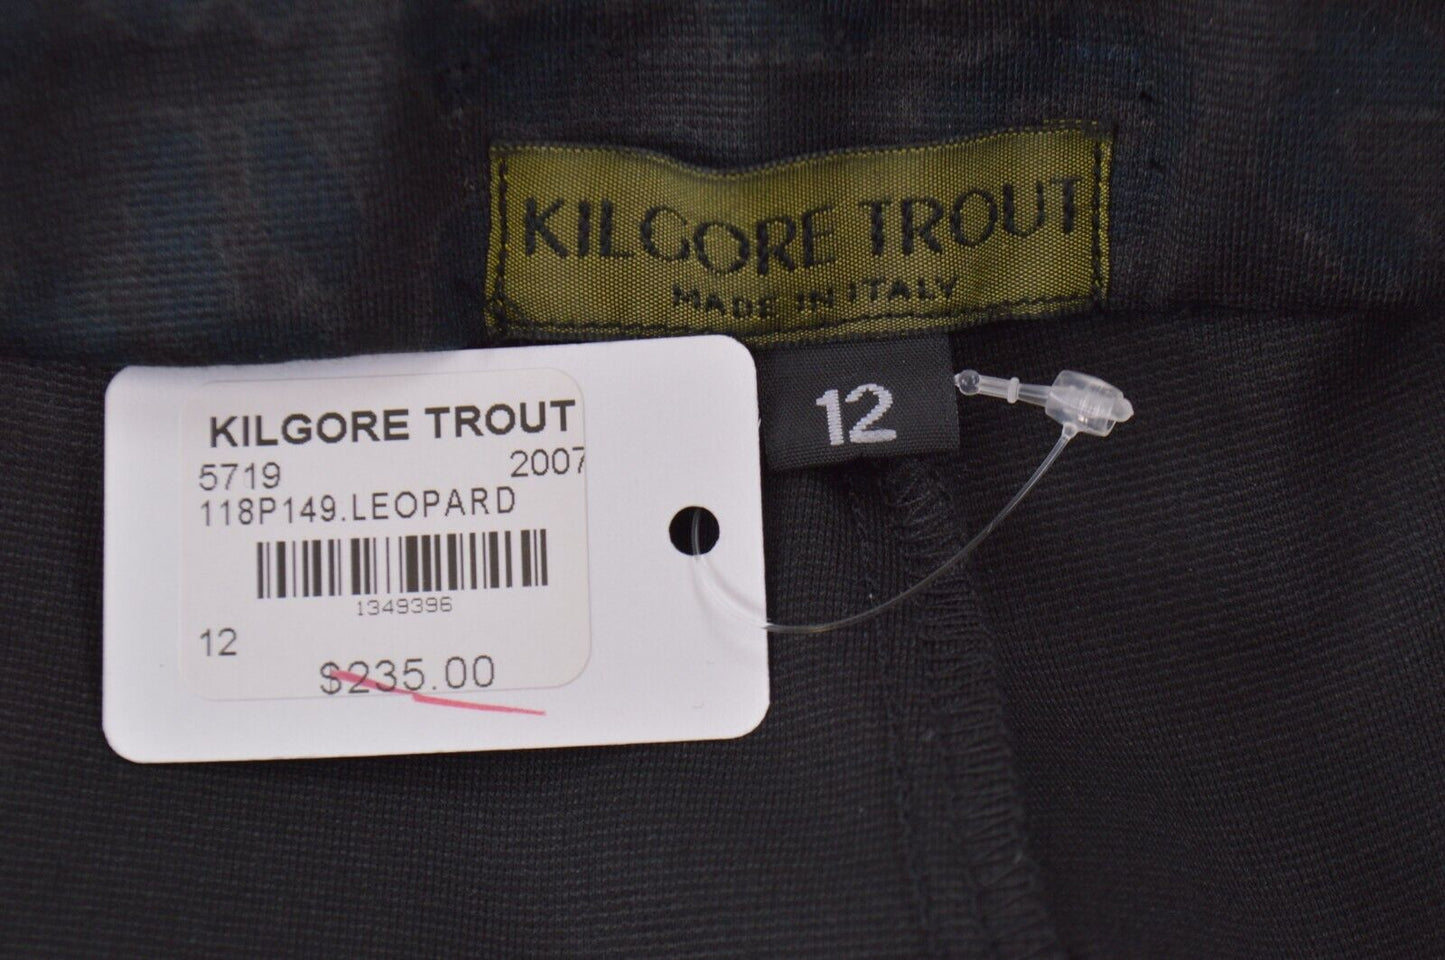 KILGORE TROUT
MADE IN ITALY
12
KILGORE TROUT
5719 2007
118P149.LEOPARD
1349396
12
$235.00